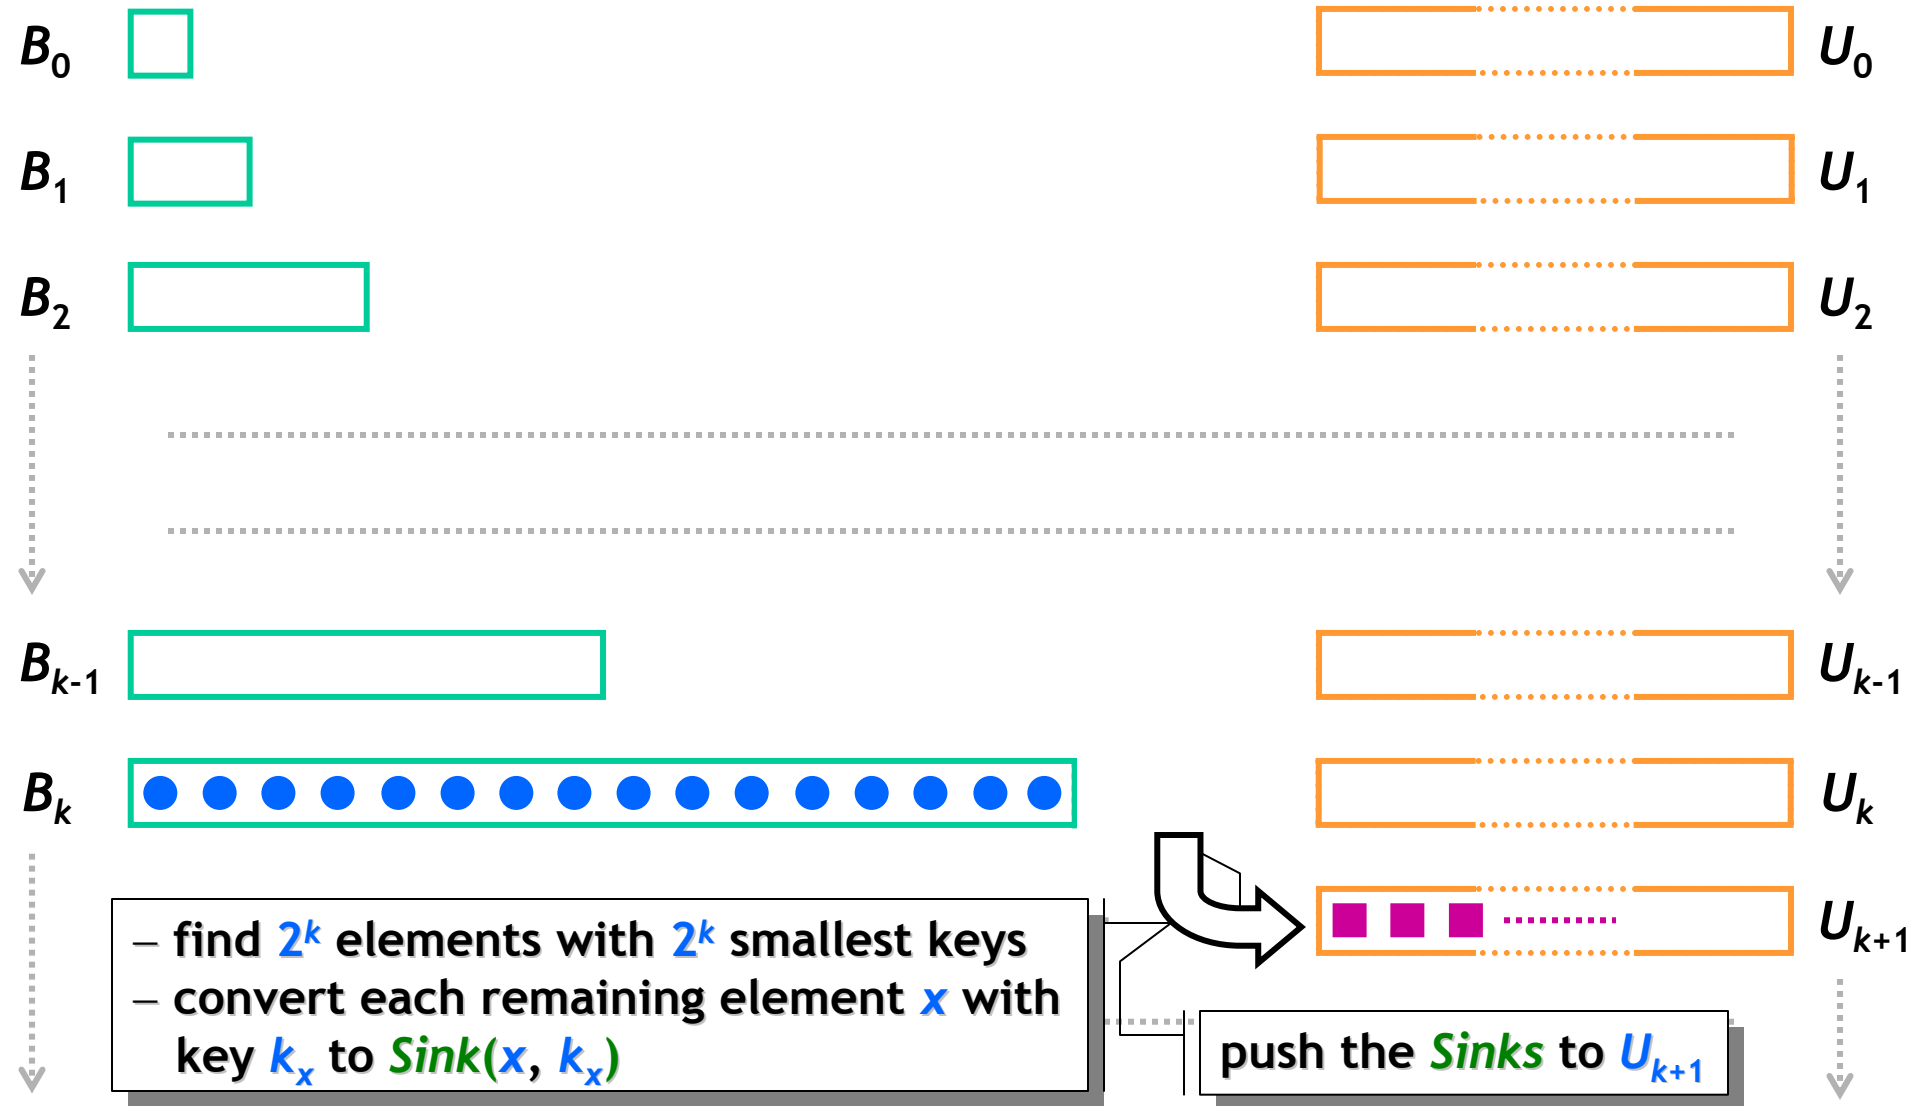 B₀ U₀
B₁ U₁
B₂ U₂
Bₖ₋₁ Uₖ₋₁
Bₖ Uₖ
Uₖ₊₁
– find 2ᵏ elements with 2ᵏ smallest keys
– convert each remaining element x with
key kₓ to Sink(x, kₓ)
push the Sinks to Uₖ₊₁